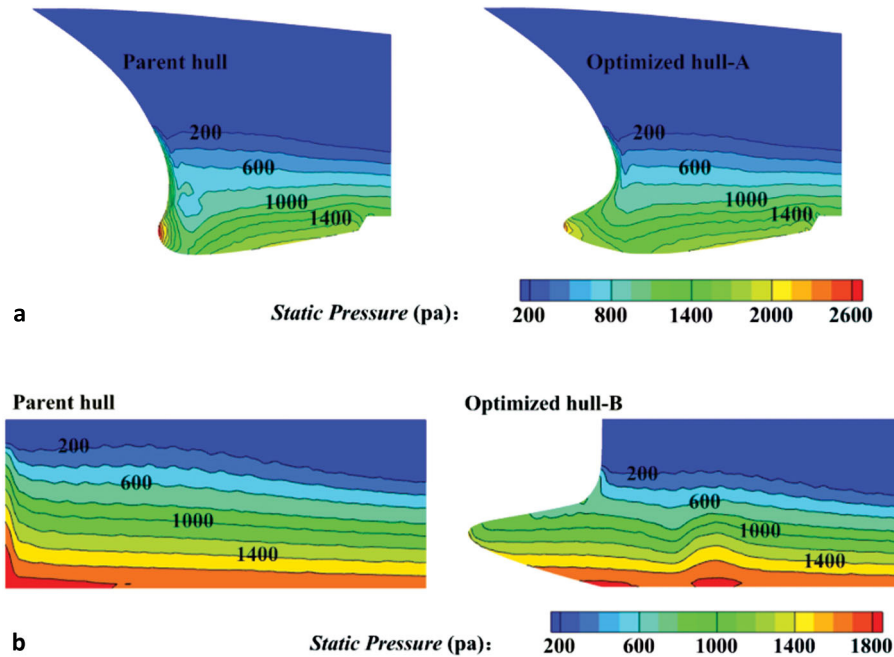 Parent hull
Optimized hull-A
200
600
1000
1400
200
600
1000
1400
a
Static Pressure (pa):
200 800 1400 2000 2600
Parent hull
Optimized hull-B
200
600
1000
1400
200
600
1000
1400
b
Static Pressure (pa):
200 600 1000 1400 1800